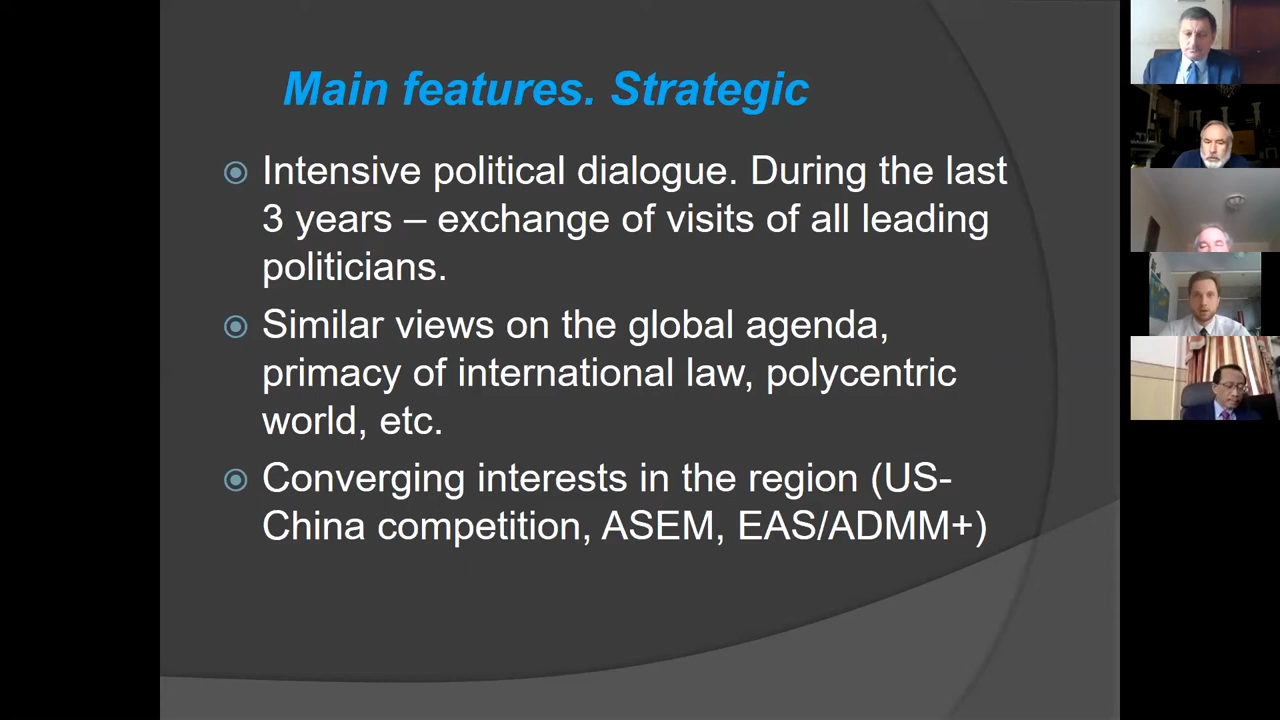 Main features. Strategic
Intensive political dialogue. During the last
3 years – exchange of visits of all leading
politicians.
Similar views on the global agenda,
primacy of international law, polycentric
world, etc.
Converging interests in the region (US-
China competition, ASEM, EAS/ADMM+)